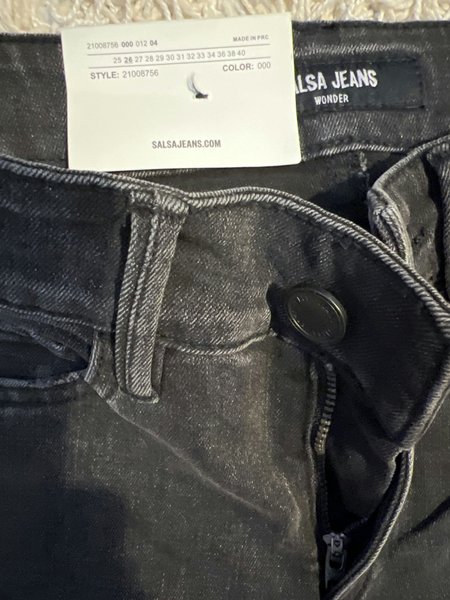 21008756 000 012 04 MADE IN PRC
25 26 27 28 29 30 31 32 33 34 36 38 40
STYLE: 21008756 COLOR: 000
SALSA JEANS
WONDER
SALSAJEANS.COM